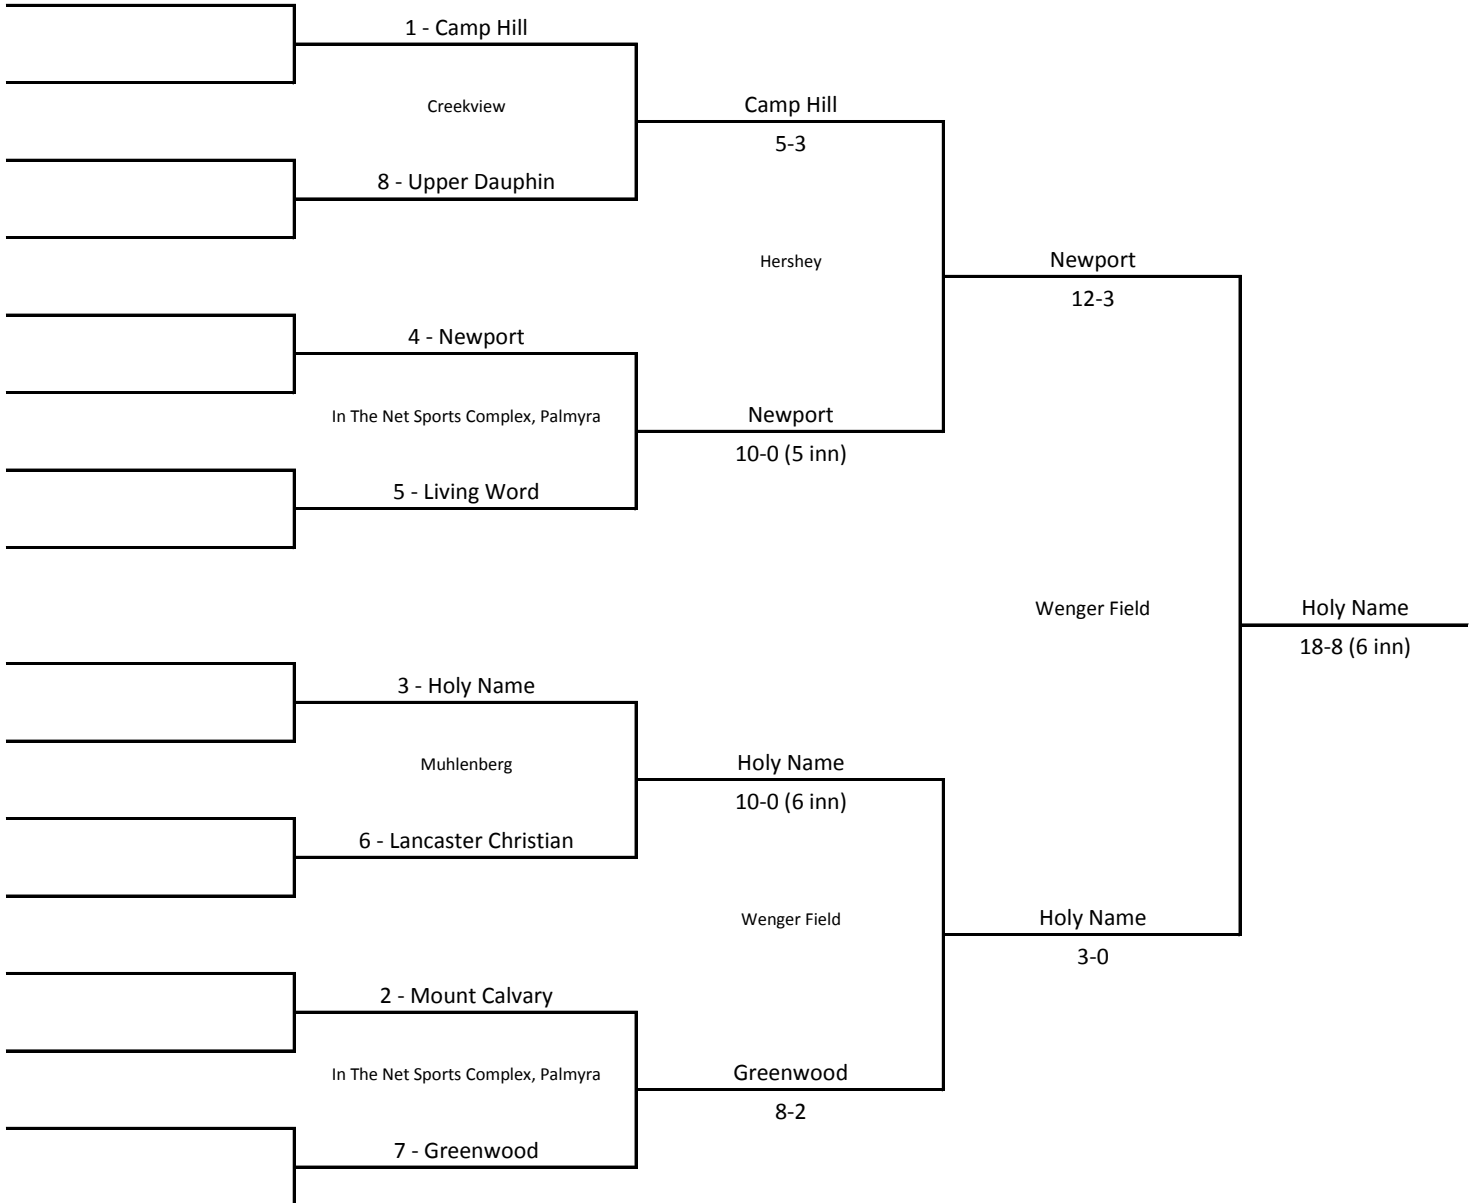 1 - Camp Hill
Creekview
8 - Upper Dauphin
Camp Hill
5-3
Hershey
4 - Newport
In The Net Sports Complex, Palmyra
5 - Living Word
Newport
10-0 (5 inn)
Newport
12-3
Wenger Field
Holy Name
18-8 (6 inn)
3 - Holy Name
Muhlenberg
6 - Lancaster Christian
Holy Name
10-0 (6 inn)
Wenger Field
Holy Name
3-0
2 - Mount Calvary
In The Net Sports Complex, Palmyra
7 - Greenwood
Greenwood
8-2